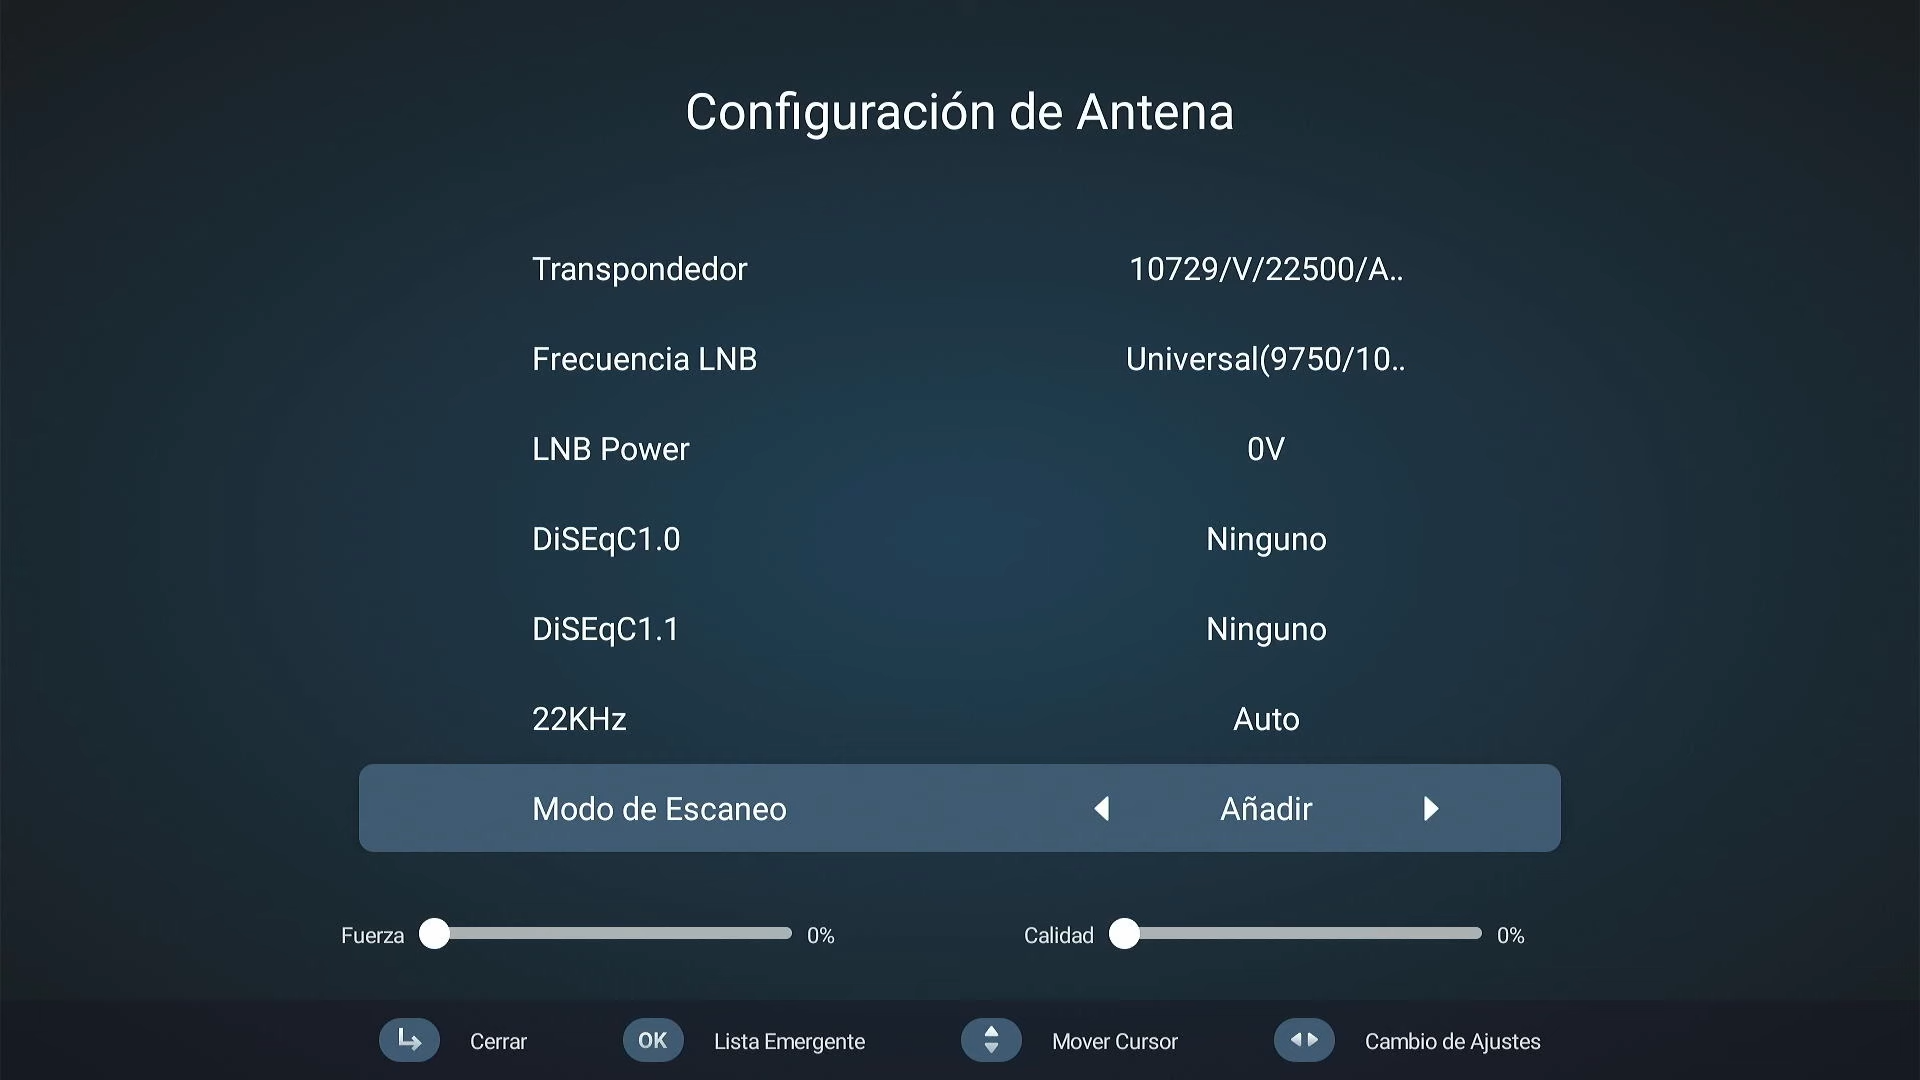 Configuración de Antena
Transpondedor 10729/V/22500/A..
Frecuencia LNB Universal(9750/10..
LNB Power 0V
DiSEqC1.0 Ninguno
DiSEqC1.1 Ninguno
22KHz Auto
Modo de Escaneo Añadir
Fuerza 0% Calidad 0%
Cerrar OK Lista Emergente Mover Cursor Cambio de Ajustes